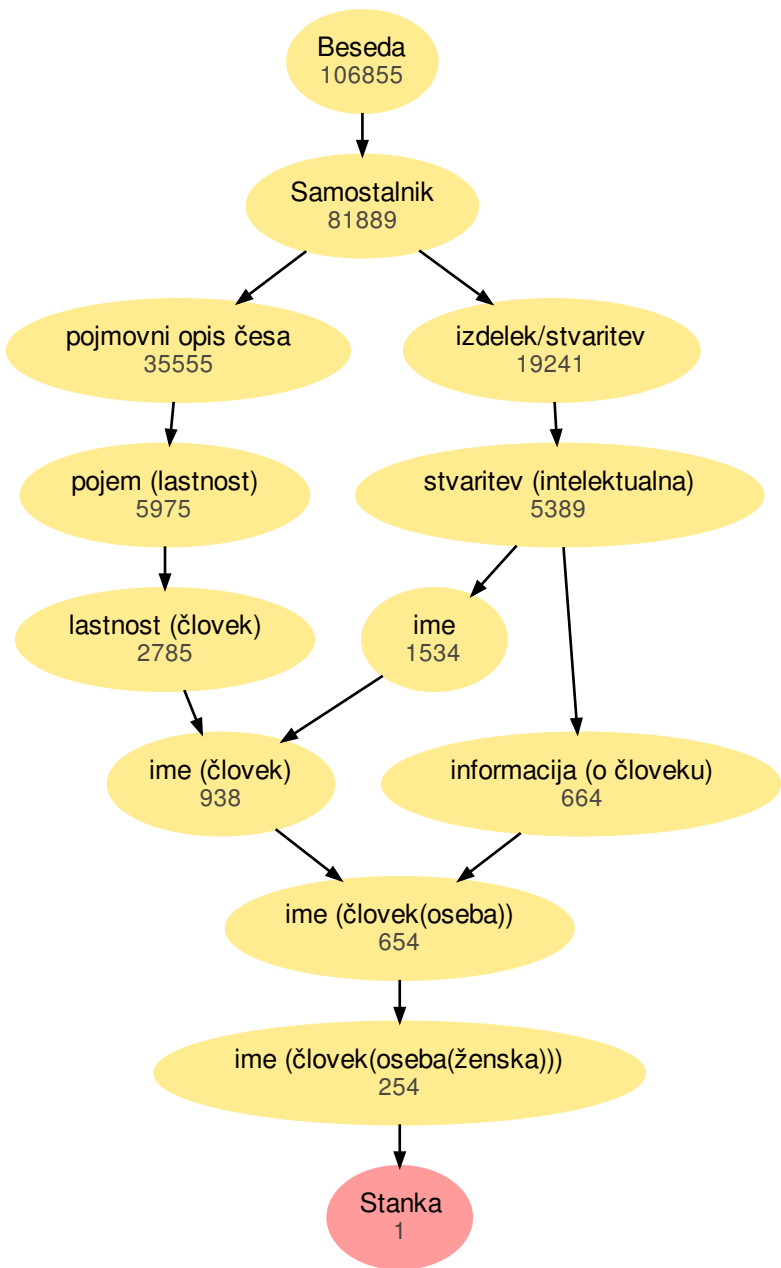 Beseda
106855
Samostalnik
81889
pojmovni opis česa
35555
izdelek/stvaritev
19241
pojem (lastnost)
5975
stvaritev (intelektualna)
5389
lastnost (človek)
2785
ime
1534
ime (človek)
938
informacija (o človeku)
664
ime (človek(oseba))
654
ime (človek(oseba(ženska)))
254
Stanka
1